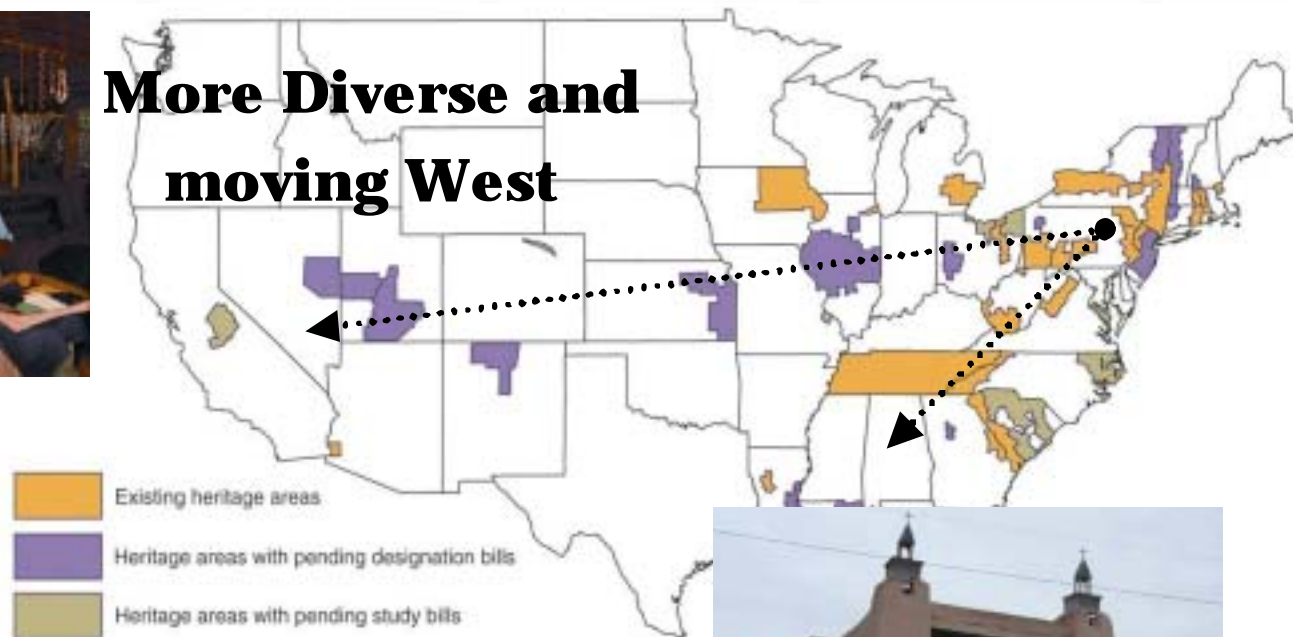 More Diverse and
moving West
Existing heritage areas
Heritage areas with pending designation bills
Heritage areas with pending study bills